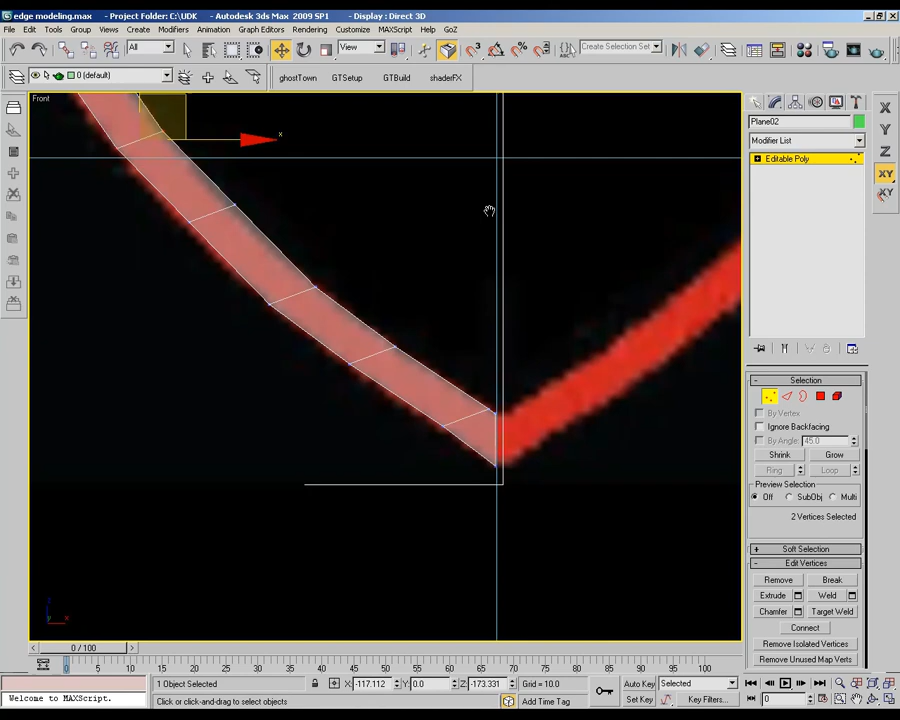 edge modeling.max    - Project Folder: C:\UDK    - Autodesk 3ds Max  2009 SP1    - Display : Direct 3D
File Edit Tools Group Views Create Modifiers Animation Graph Editors Rendering Customize MAXScript Help GoZ
All View Create Selection Set
0 (default) ghostTown GTSetup GTBuild shaderFX
Front
x
x
Plane02
Modifier List
Editable Poly
X
Y
Z
XY
XY
- Selection
By Vertex
Ignore Backfacing
By Angle: 45.0
Shrink Grow
Ring Loop
Preview Selection
Off SubObj Multi
2 Vertices Selected
+ Soft Selection
- Edit Vertices
Remove Break
Extrude Weld
Chamfer Target Weld
Connect
Remove Isolated Vertices
Remove Unused Map Verts
< 0 / 100 >
0 5 10 15 20 25 30 35 40 45 50 55 60 65 70 75 80 85 90 95 100
1 Object Selected X: -117.112 Y: 0.0 Z: -173.331 Grid = 10.0 Auto Key Selected
Welcome to MAXScript. Click or click-and-drag to select objects Add Time Tag Set Key Key Filters... 0